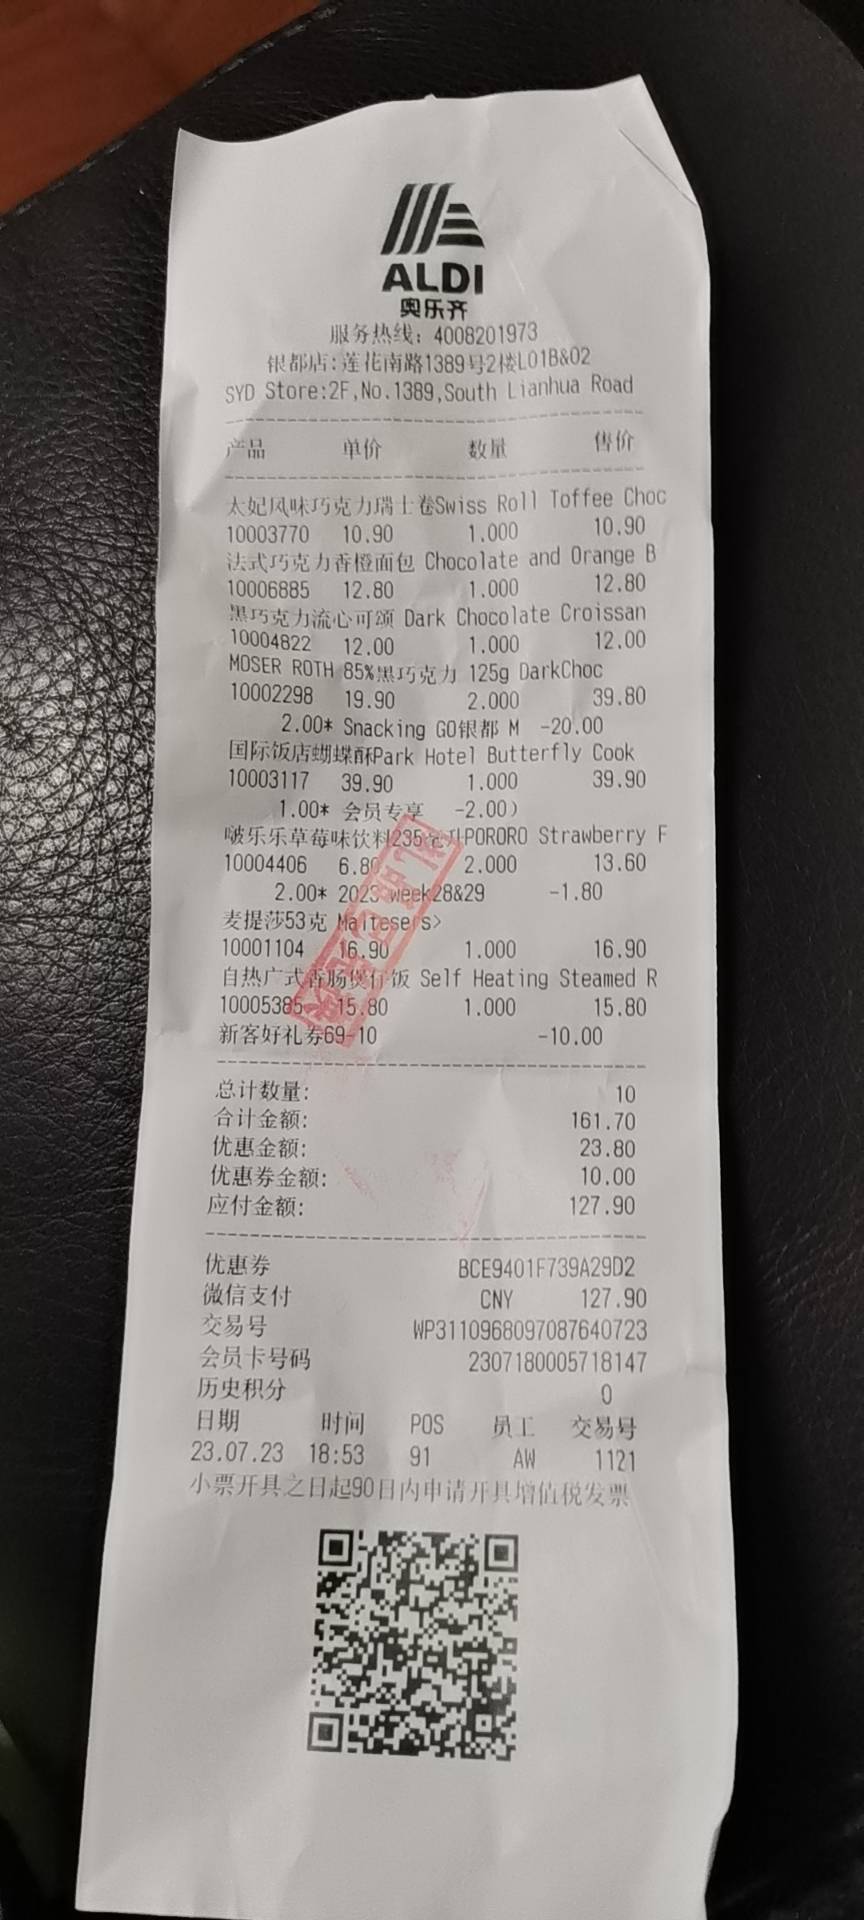 ALDI
奥乐齐
服务热线: 4008201973
银都店:莲花南路1389号2楼L01B&02
SYD Store:2F,No.1389,South Lianhua Road
产品 单价 数量 售价
太妃风味巧克力瑞士卷Swiss Roll Toffee Choc
10003770 10.90 1.000 10.90
法式巧克力香橙面包 Chocolate and Orange B
10006885 12.80 1.000 12.80
黑巧克力流心可颂 Dark Chocolate Croissan
10004822 12.00 1.000 12.00
MOSER ROTH 85%黑巧克力 125g DarkChoc
10002298 19.90 2.000 39.80
2.00* Snacking GO银都 M -20.00
国际饭店蝴蝶酥Park Hotel Butterfly Cook
10003117 39.90 1.000 39.90
1.00* 会员专享 -2.00)
啵乐乐草莓味饮料235毫升PORORO Strawberry F
10004406 6.80 2.000 13.60
2.00* 2023 week28&29 -1.80
麦提莎53克 Maltesers>
10001104 16.90 1.000 16.90
自热广式香肠煲仔饭 Self Heating Steamed R
10005385 15.80 1.000 15.80
新客好礼券69-10 -10.00
礼品已兑换
总计数量: 10
合计金额: 161.70
优惠金额: 23.80
优惠券金额: 10.00
应付金额: 127.90
优惠券 BCE9401F739A29D2
微信支付 CNY 127.90
交易号 WP3110968097087640723
会员卡号码 2307180005718147
历史积分 0
日期 时间 POS 员工 交易号
23.07.23 18:53 91 AW 1121
小票开具之日起90日内申请开具增值税发票